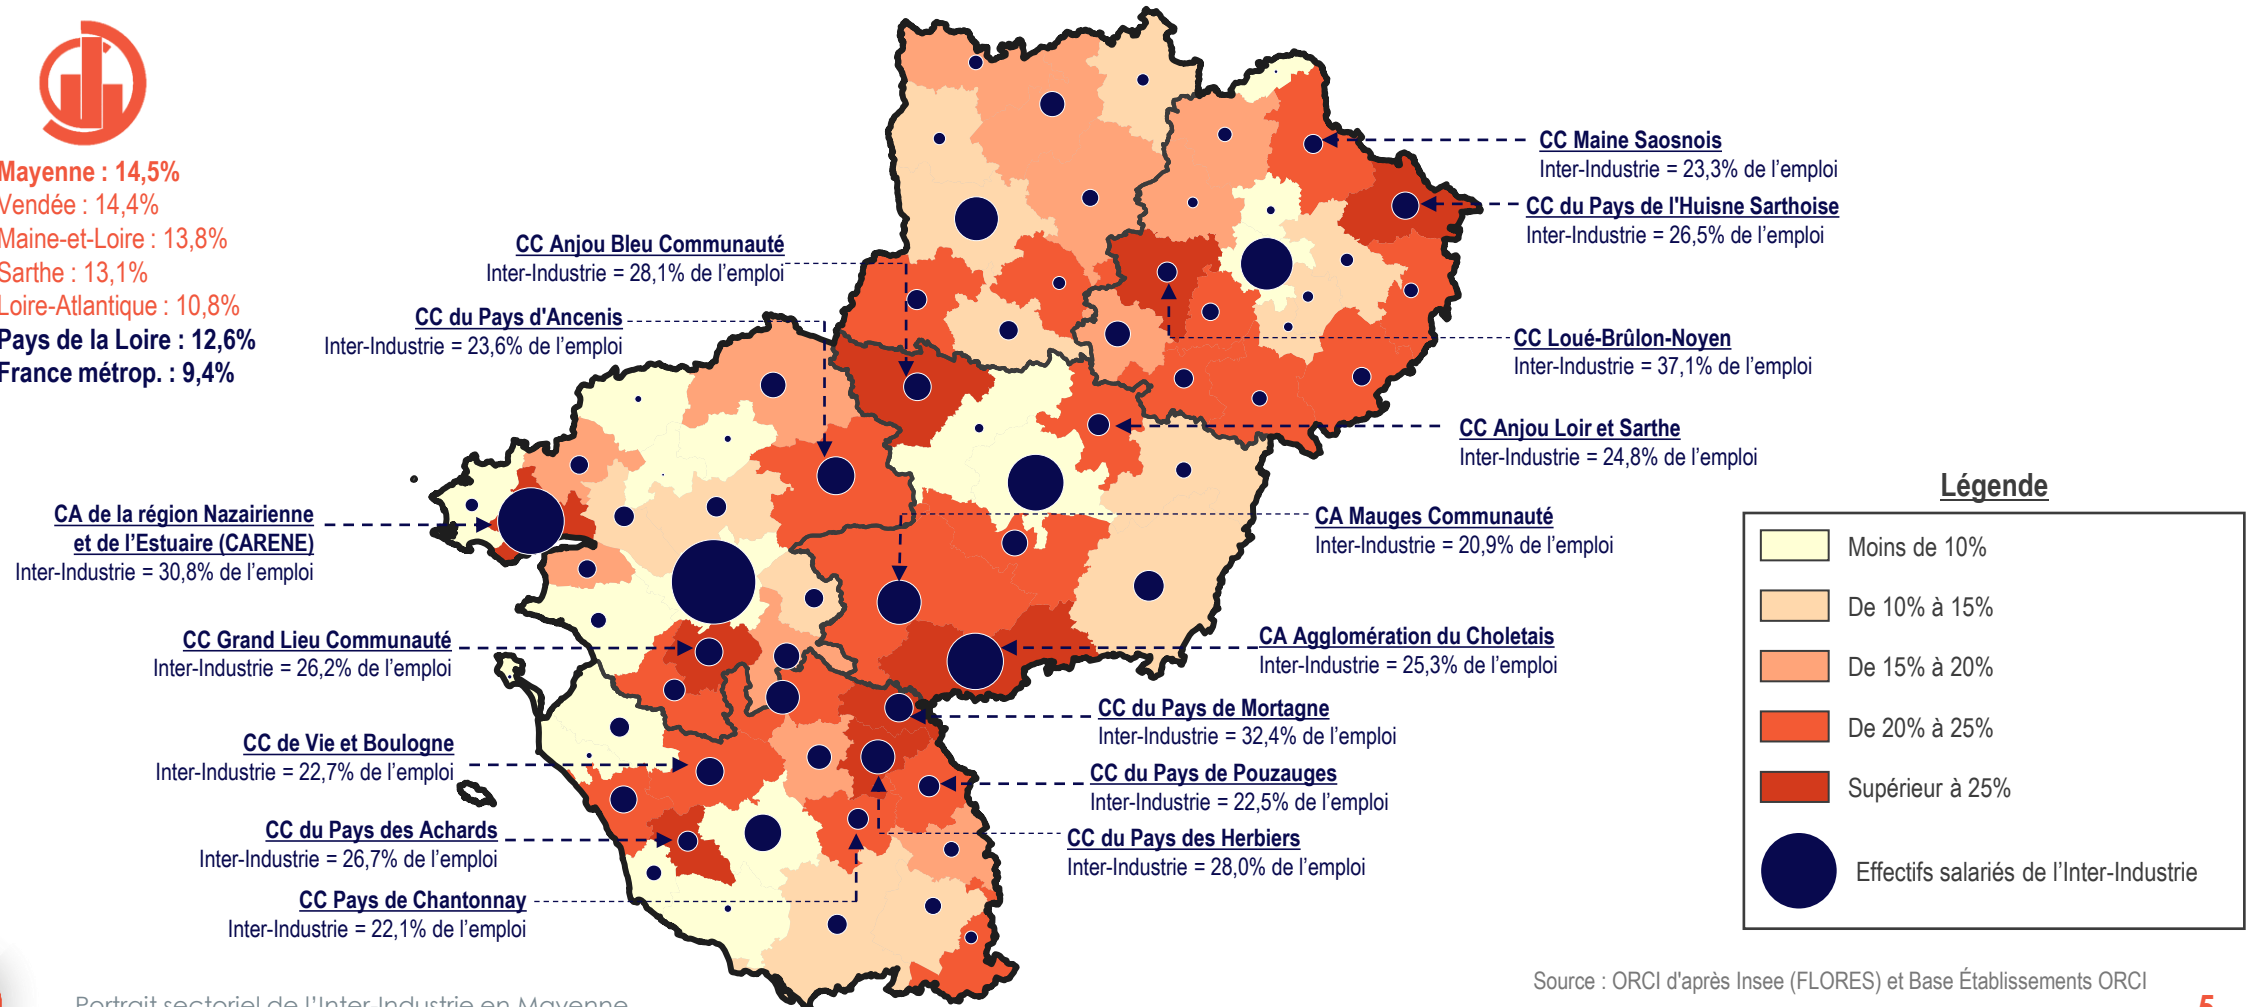 Mayenne : 14,5%
Vendée : 14,4%
Maine-et-Loire : 13,8%
Sarthe : 13,1%
Loire-Atlantique : 10,8%
Pays de la Loire : 12,6%
France métrop. : 9,4%
CC Anjou Bleu Communauté
Inter-Industrie = 28,1% de l'emploi
CC du Pays d'Ancenis
Inter-Industrie = 23,6% de l'emploi
CA de la région Nazairienne
et de l'Estuaire (CARENE)
Inter-Industrie = 30,8% de l'emploi
CC Grand Lieu Communauté
Inter-Industrie = 26,2% de l'emploi
CC de Vie et Boulogne
Inter-Industrie = 22,7% de l'emploi
CC du Pays des Achards
Inter-Industrie = 26,7% de l'emploi
CC Pays de Chantonnay
Inter-Industrie = 22,1% de l'emploi
CC Maine Saosnois
Inter-Industrie = 23,3% de l'emploi
CC du Pays de l'Huisne Sarthoise
Inter-Industrie = 26,5% de l'emploi
CC Loué-Brûlon-Noyen
Inter-Industrie = 37,1% de l'emploi
CC Anjou Loir et Sarthe
Inter-Industrie = 24,8% de l'emploi
CA Mauges Communauté
Inter-Industrie = 20,9% de l'emploi
CA Agglomération du Choletais
Inter-Industrie = 25,3% de l'emploi
CC du Pays de Mortagne
Inter-Industrie = 32,4% de l'emploi
CC du Pays de Pouzauges
Inter-Industrie = 22,5% de l'emploi
CC du Pays des Herbiers
Inter-Industrie = 28,0% de l'emploi
Légende
Moins de 10%
De 10% à 15%
De 15% à 20%
De 20% à 25%
Supérieur à 25%
Effectifs salariés de l'Inter-Industrie
Source : ORCI d'après Insee (FLORES) et Base Établissements ORCI
Portrait sectoriel de l'Inter-Industrie en Mayenne
5